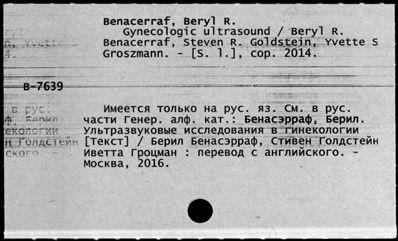 Benacerraf, Beryl R.
Gynecologic ultrasound / Beryl R.
Benacerraf, Steven R. Goldstein, Yvette S
Groszmann. - [S. l.], cop. 2014.
В-7639
Имеется только на рус. яз. См. в рус.
части Генер. алф. кат.: Бенасэрраф, Берил.
Ультразвуковые исследования в гинекологии
[Текст] / Берил Бенасэрраф, Стивен Голдстейн
Иветта Гроцман : перевод с английского. -
Москва, 2016.